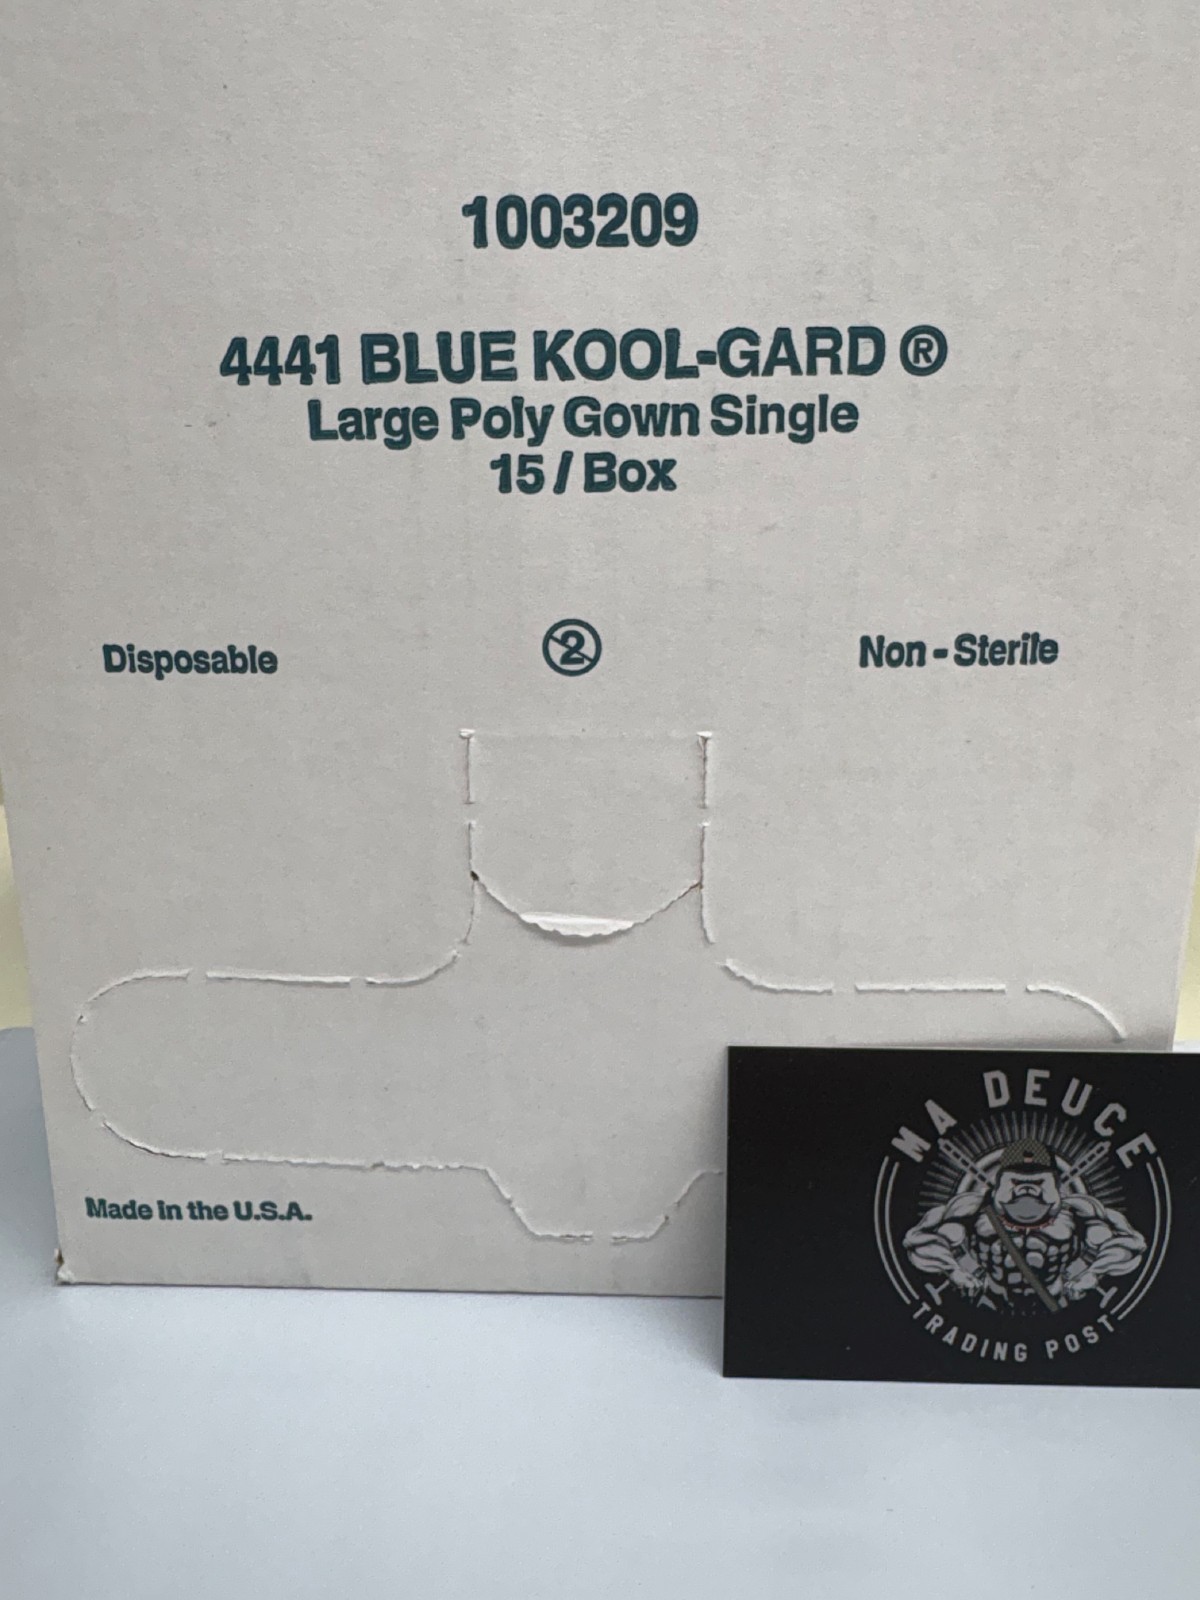 1003209
4441 BLUE KOOL-GARD ®
Large Poly Gown Single
15 / Box
Disposable
2
Non - Sterile
Made in the U.S.A.
MA DEUCE
TRADING POST